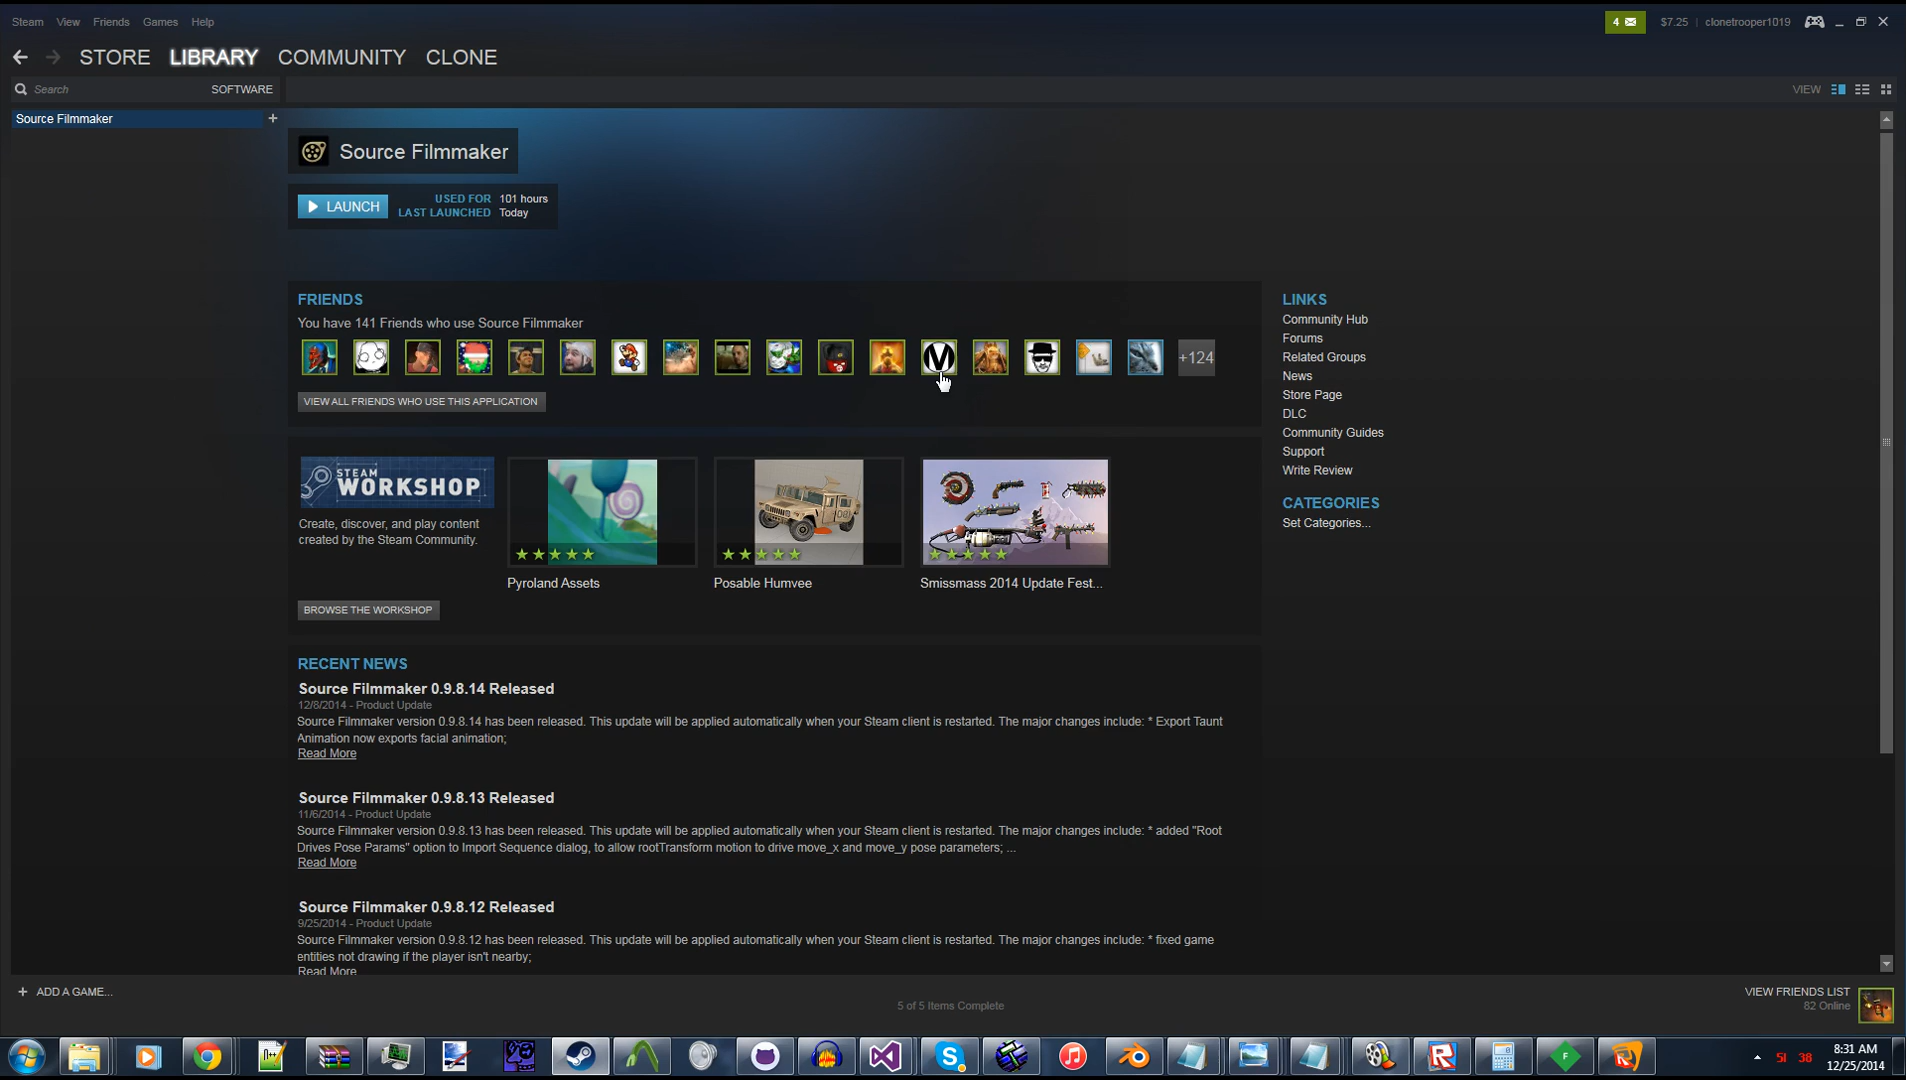 Steam View Friends Games Help
4 $7.25 clonetrooper1019
STORE LIBRARY COMMUNITY CLONE
Search SOFTWARE VIEW
Source Filmmaker +
Source Filmmaker
LAUNCH
USED FOR 101 hours
LAST LAUNCHED Today
FRIENDS
You have 141 Friends who use Source Filmmaker
M
+124
VIEW ALL FRIENDS WHO USE THIS APPLICATION
STEAM
WORKSHOP
Create, discover, and play content
created by the Steam Community.
Pyroland Assets
Posable Humvee
Smissmass 2014 Update Fest...
BROWSE THE WORKSHOP
RECENT NEWS
Source Filmmaker 0.9.8.14 Released
12/8/2014 - Product Update
Source Filmmaker version 0.9.8.14 has been released. This update will be applied automatically when your Steam client is restarted. The major changes include: * Export Taunt
Animation now exports facial animation;
Read More
Source Filmmaker 0.9.8.13 Released
11/6/2014 - Product Update
Source Filmmaker version 0.9.8.13 has been released. This update will be applied automatically when your Steam client is restarted. The major changes include: * added "Root
Drives Pose Params" option to Import Sequence dialog, to allow rootTransform motion to drive move_x and move_y pose parameters; ...
Read More
Source Filmmaker 0.9.8.12 Released
9/25/2014 - Product Update
Source Filmmaker version 0.9.8.12 has been released. This update will be applied automatically when your Steam client is restarted. The major changes include: * fixed game
entities not drawing if the player isn't nearby;
Read More
LINKS
Community Hub
Forums
Related Groups
News
Store Page
DLC
Community Guides
Support
Write Review
CATEGORIES
Set Categories...
+ ADD A GAME...
5 of 5 Items Complete
VIEW FRIENDS LIST
82 Online
51 38
8:31 AM
12/25/2014